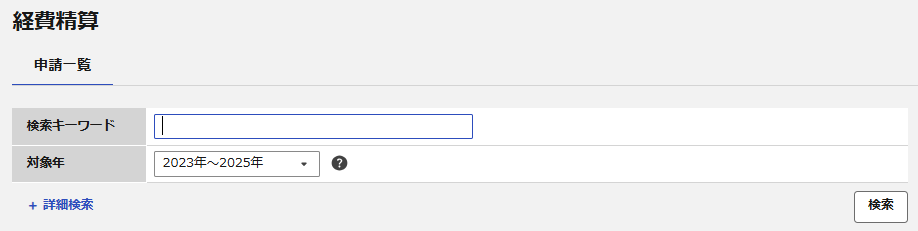 経費精算
申請一覧
検索キーワード
対象年
2023年～2025年
?
+ 詳細検索
検索